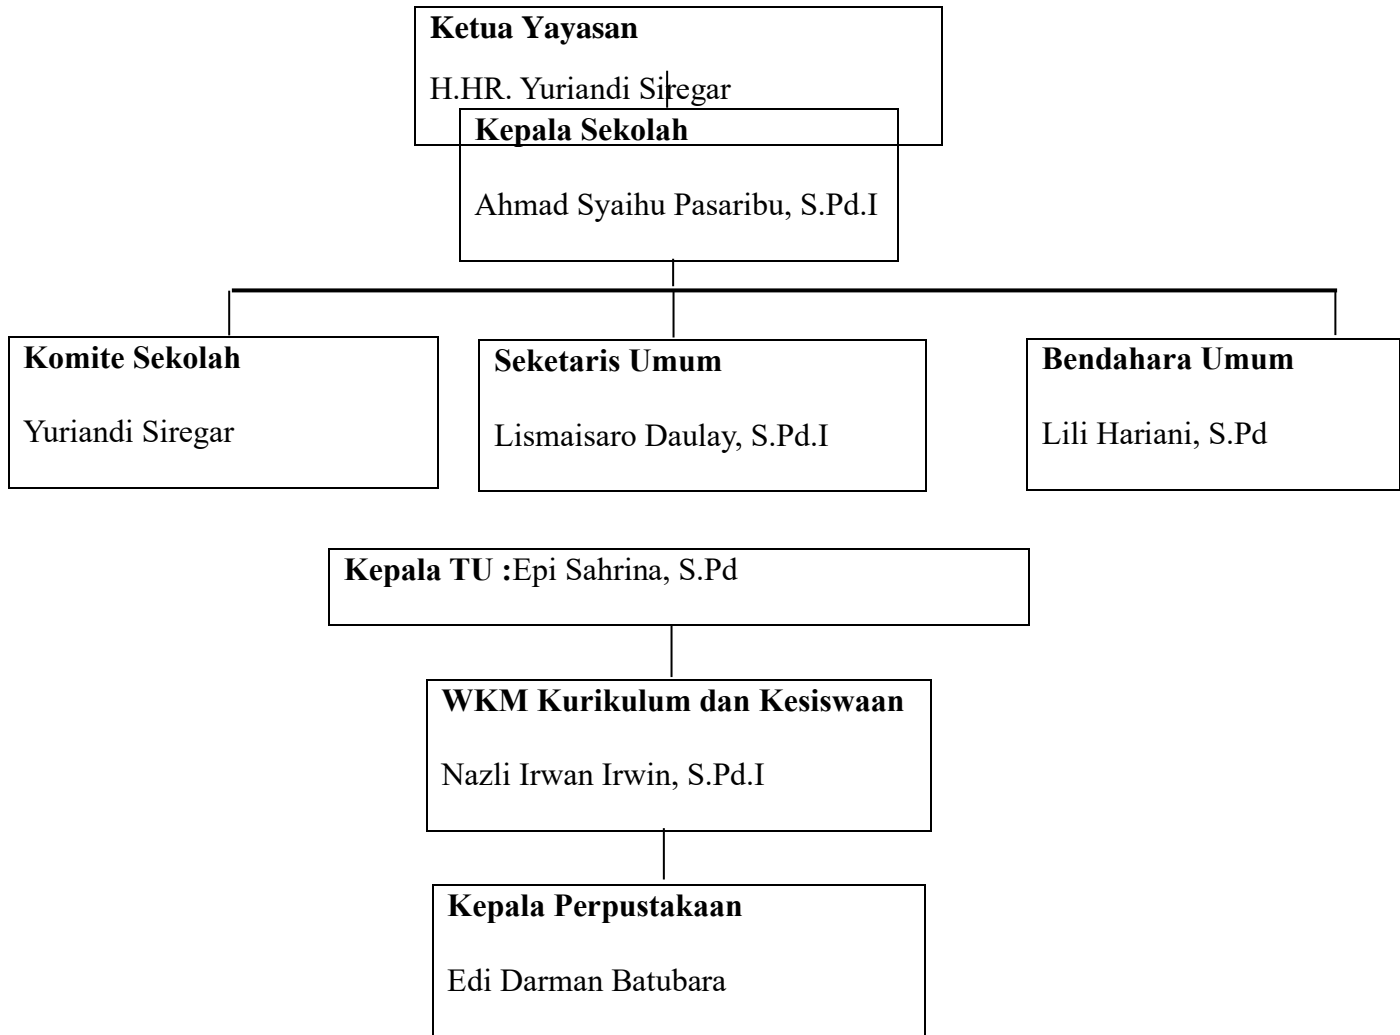 Ketua Yayasan
H.HR. Yuriandi Siregar
Kepala Sekolah
Ahmad Syaihu Pasaribu, S.Pd.I
Komite Sekolah
Yuriandi Siregar
Seketaris Umum
Lismaisaro Daulay, S.Pd.I
Bendahara Umum
Lili Hariani, S.Pd
Kepala TU :Epi Sahrina, S.Pd
WKM Kurikulum dan Kesiswaan
Nazli Irwan Irwin, S.Pd.I
Kepala Perpustakaan
Edi Darman Batubara